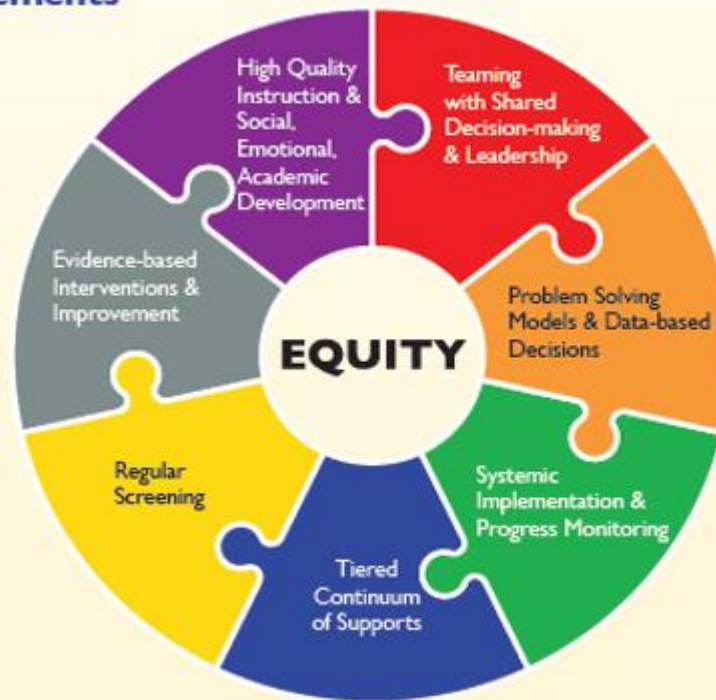 High Quality
Instruction &
Social,
Emotional,
Academic
Development
Teaming
with Shared
Decision-making
& Leadership
Evidence-based
Interventions &
Improvement
EQUITY
Problem Solving
Models & Data-based
Decisions
Regular
Screening
Systemic
Implementation &
Progress Monitoring
Tiered
Continuum
of Supports